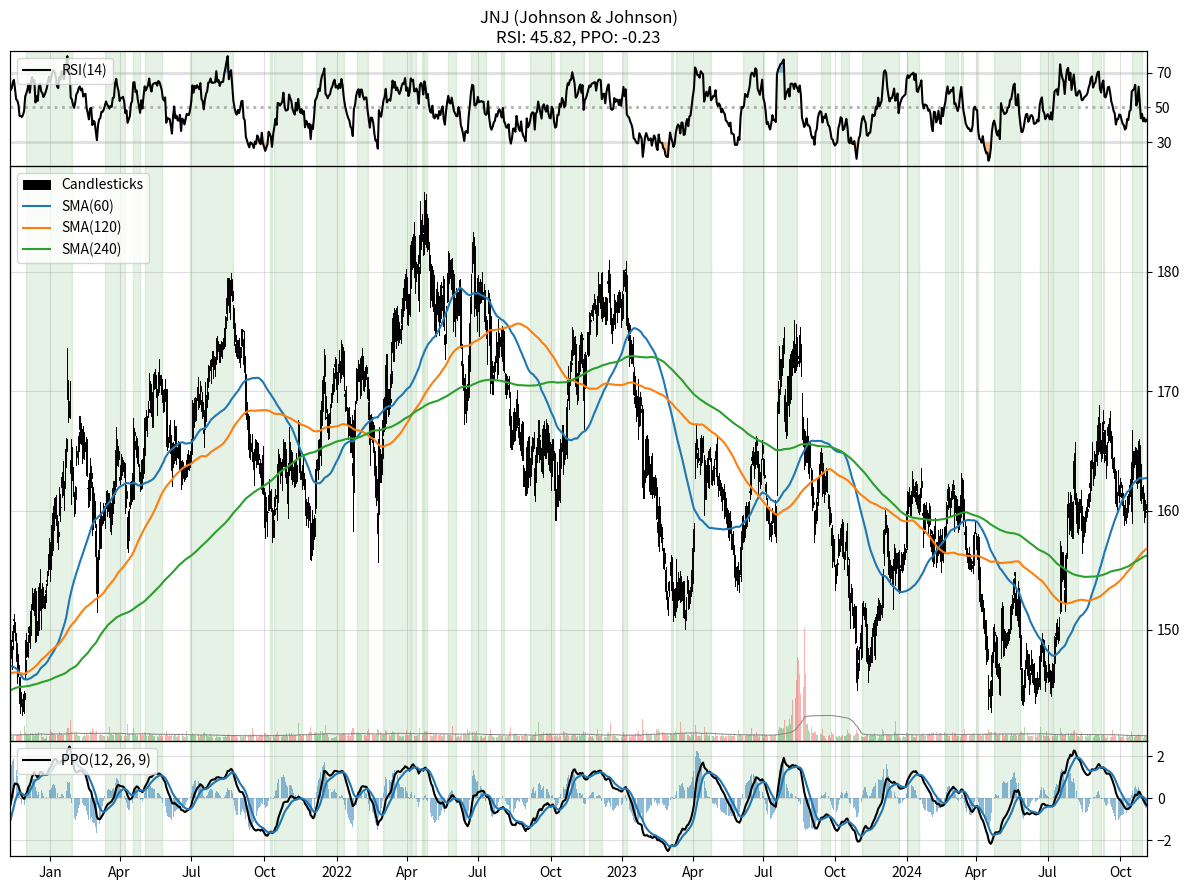 JNJ (Johnson & Johnson)
RSI: 45.82, PPO: -0.23
RSI(14)
70
50
30
Candlesticks
SMA(60)
SMA(120)
SMA(240)
180
170
160
150
PPO(12, 26, 9)
2
0
−2
Jan Apr Jul Oct 2022 Apr Jul Oct 2023 Apr Jul Oct 2024 Apr Jul Oct